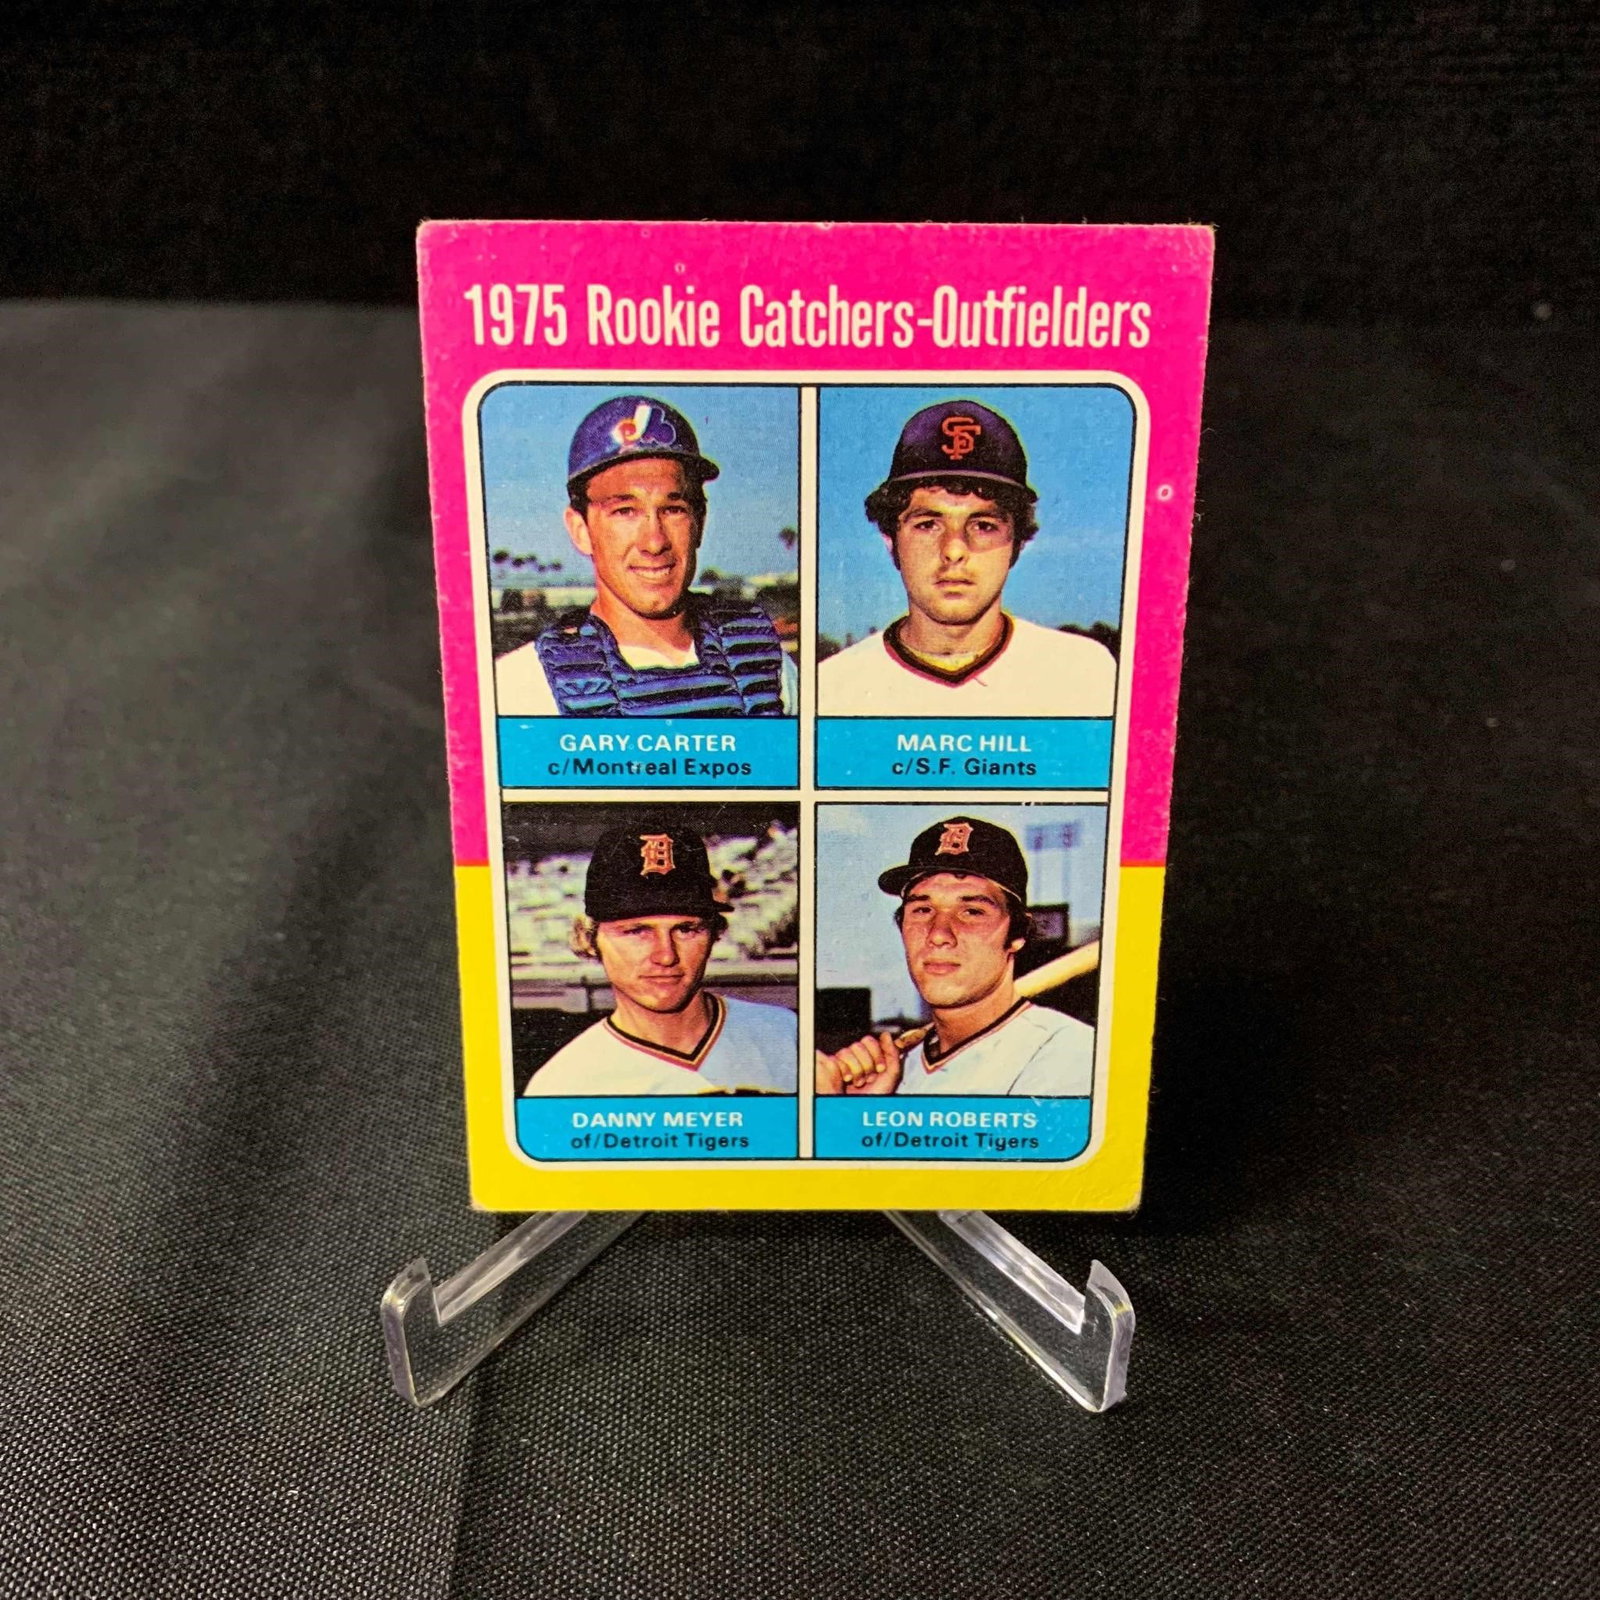 1975 Rookie Catchers-Outfielders
GARY CARTER
c/Montreal Expos
MARC HILL
c/S.F. Giants
DANNY MEYER
of/Detroit Tigers
LEON ROBERTS
of/Detroit Tigers